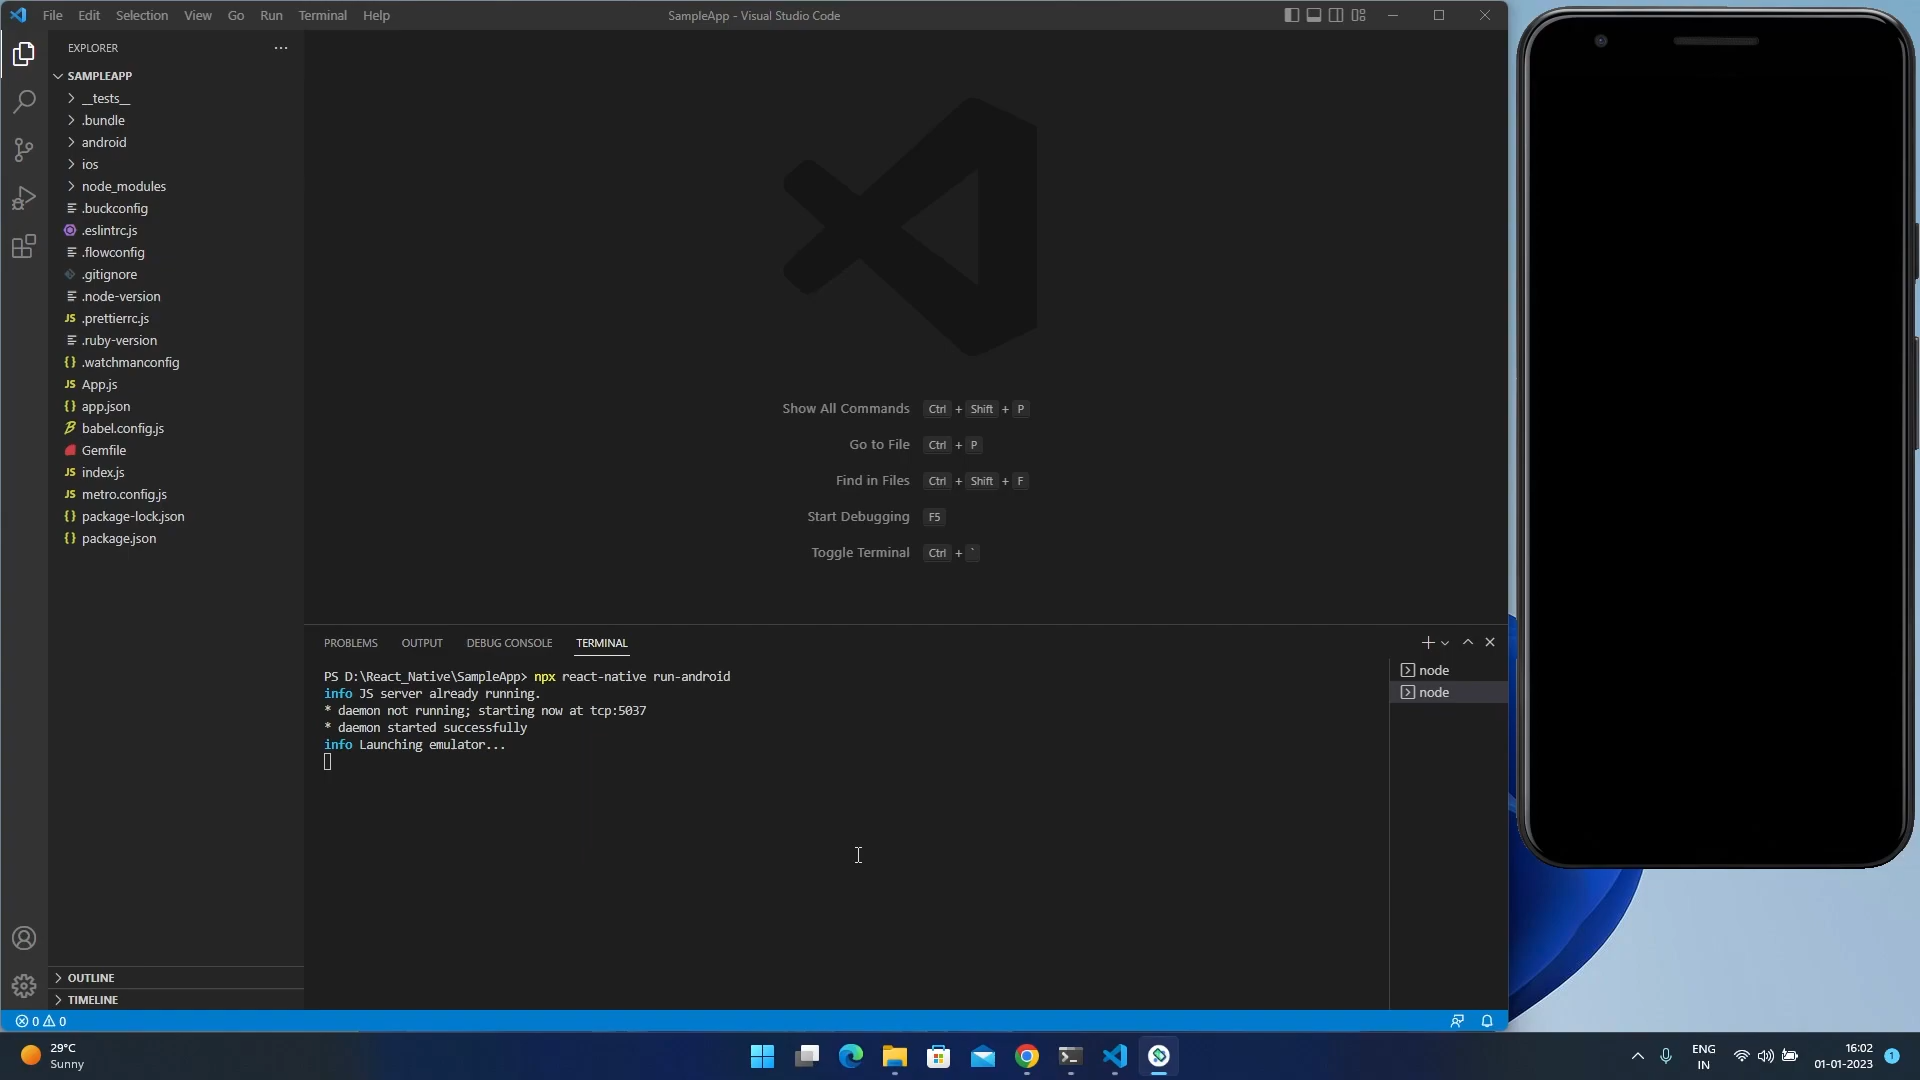 File Edit Selection View Go Run Terminal Help
SampleApp - Visual Studio Code
EXPLORER
SAMPLEAPP
__tests__
.bundle
android
ios
node_modules
.buckconfig
.eslintrc.js
.flowconfig
.gitignore
.node-version
JS .prettierrc.js
.ruby-version
{} .watchmanconfig
JS App.js
{} app.json
babel.config.js
Gemfile
JS index.js
JS metro.config.js
{} package-lock.json
{} package.json
OUTLINE
TIMELINE
Show All Commands Ctrl + Shift + P
Go to File Ctrl + P
Find in Files Ctrl + Shift + F
Start Debugging F5
Toggle Terminal Ctrl + `
PROBLEMS OUTPUT DEBUG CONSOLE TERMINAL
PS D:\React_Native\SampleApp> npx react-native run-android
info JS server already running.
* daemon not running; starting now at tcp:5037
* daemon started successfully
info Launching emulator...
node
node
0 0
29°C
Sunny
ENG
IN
16:02
01-01-2023
1